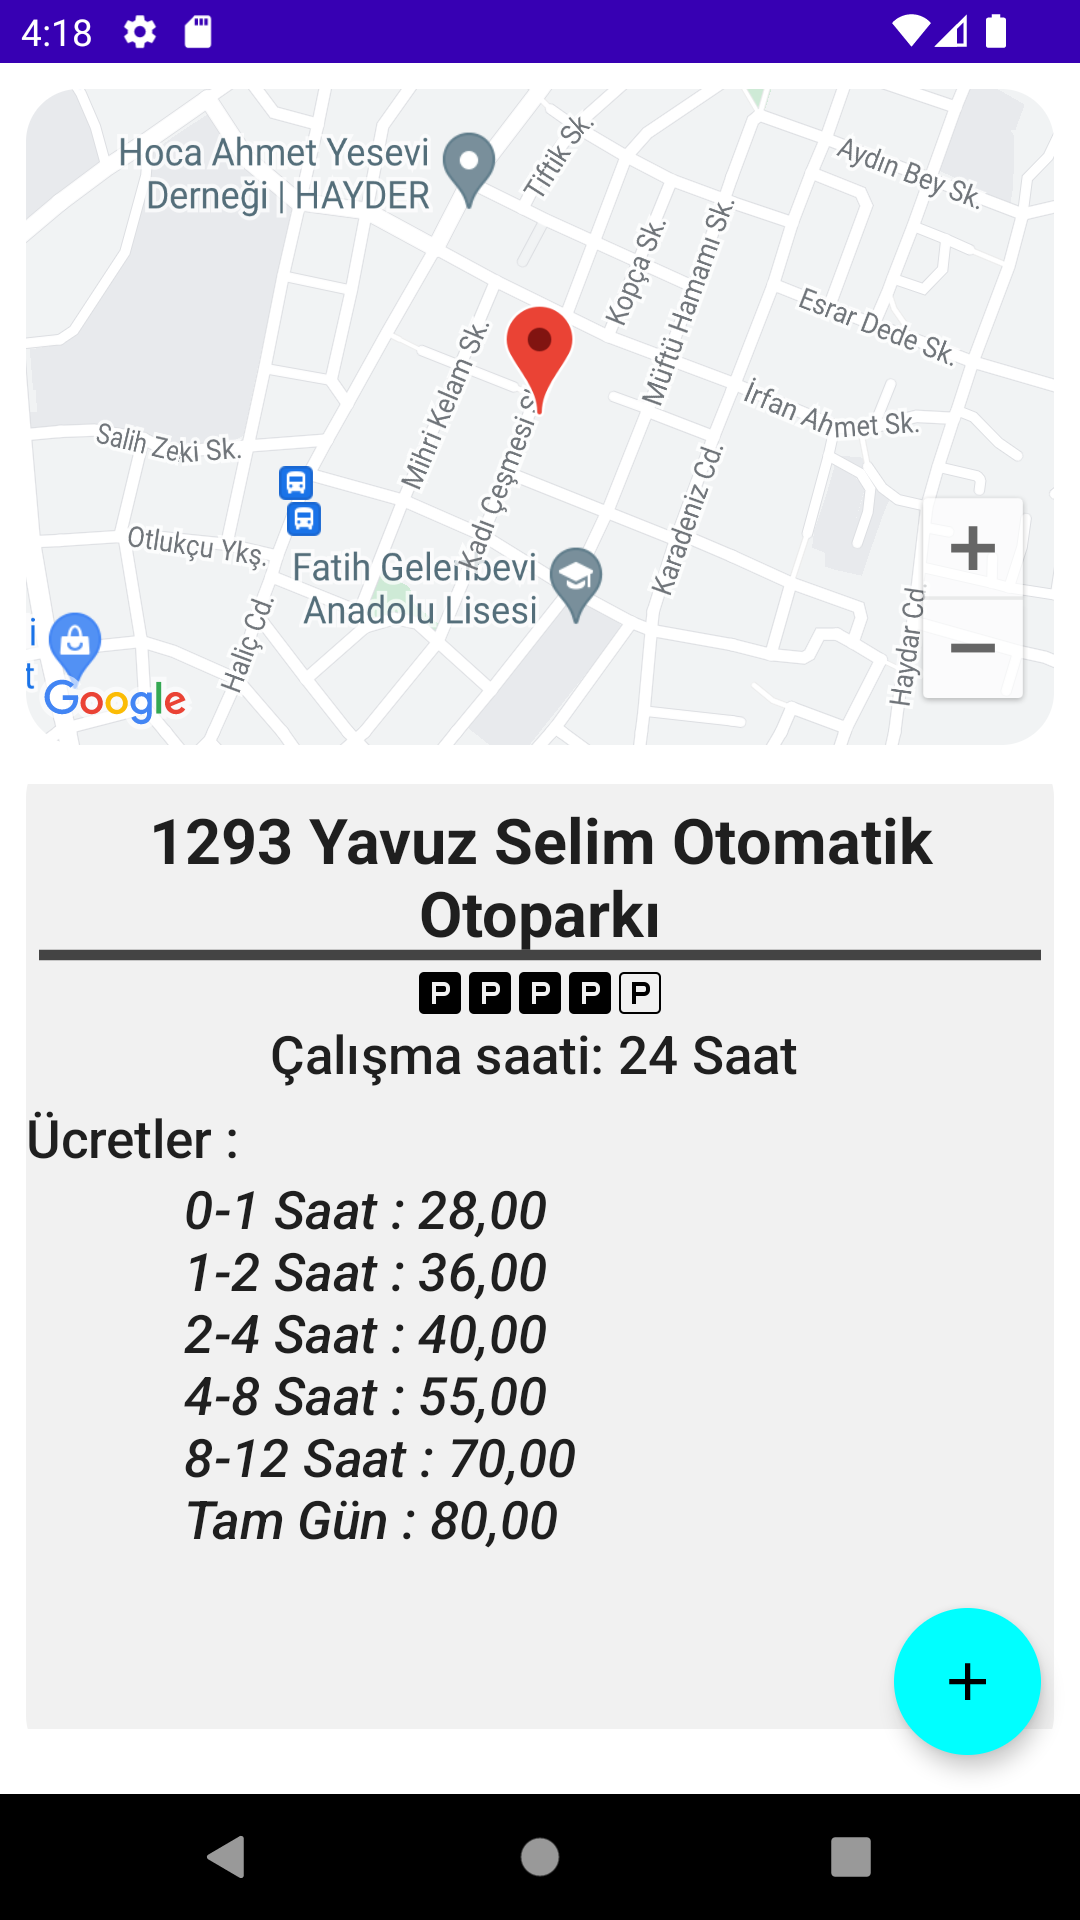 4:18
Hoca Ahmet Yesevi
Derneği | HAYDER
Tiftik Sk.
Aydın Bey Sk.
Kopça Sk.
Müftü Hamamı Sk.
Esrar Dede Sk.
Mihri Kelam Sk.
İrfan Ahmet Sk.
Kadı Çeşmesi S
Salih Zeki Sk.
Karadeniz Cd.
Otlukçu Ykş.
Fatih Gelenbevi
Anadolu Lisesi
Haliç Cd.
Haydar Cd
i
t
Google
+
−
1293 Yavuz Selim Otomatik
Otoparkı
P P P P P
Çalışma saati: 24 Saat
Ücretler :
0-1 Saat : 28,00
1-2 Saat : 36,00
2-4 Saat : 40,00
4-8 Saat : 55,00
8-12 Saat : 70,00
Tam Gün : 80,00
+